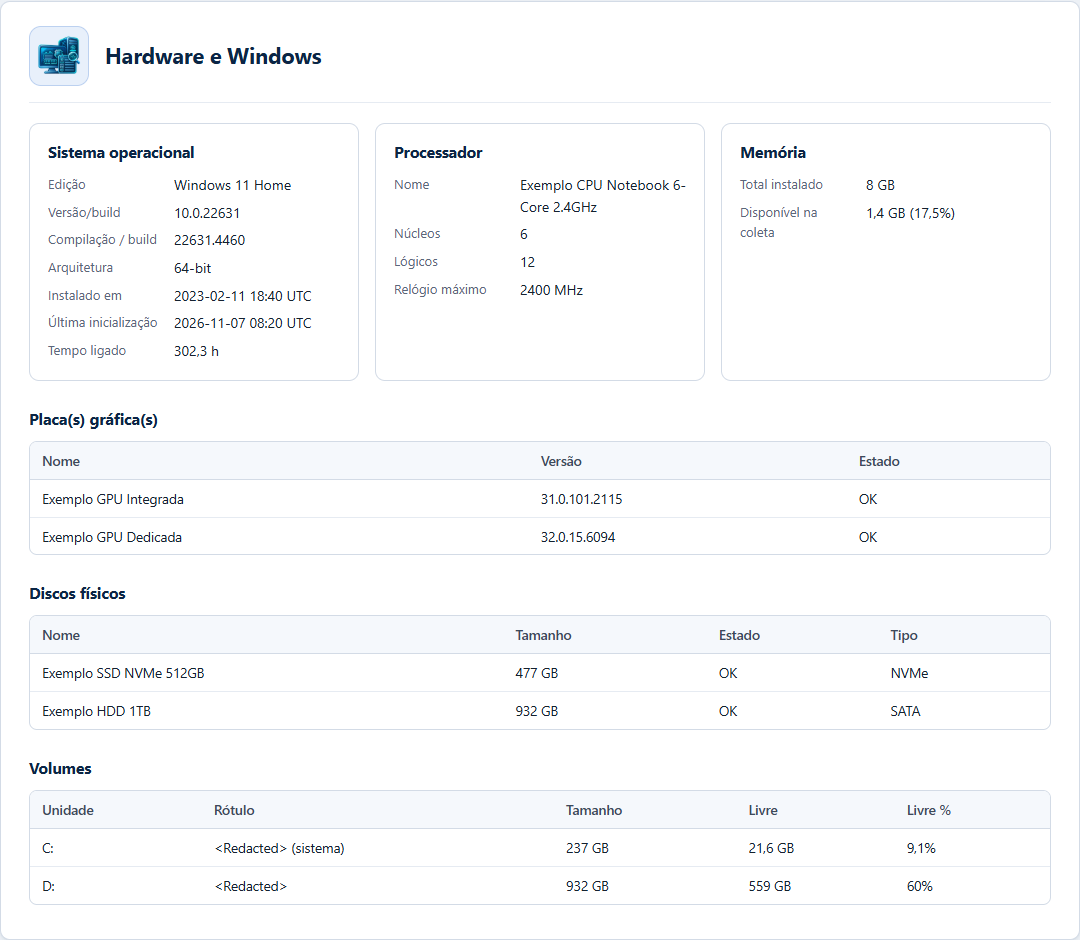 Hardware e Windows
Sistema operacional
Edição Windows 11 Home
Versão/build 10.0.22631
Compilação / build 22631.4460
Arquitetura 64-bit
Instalado em 2023-02-11 18:40 UTC
Última inicialização 2026-11-07 08:20 UTC
Tempo ligado 302,3 h
Processador
Nome Exemplo CPU Notebook 6-
Core 2.4GHz
Núcleos 6
Lógicos 12
Relógio máximo 2400 MHz
Memória
Total instalado 8 GB
Disponível na 1,4 GB (17,5%)
coleta
Placa(s) gráfica(s)
Nome Versão Estado
Exemplo GPU Integrada 31.0.101.2115 OK
Exemplo GPU Dedicada 32.0.15.6094 OK
Discos físicos
Nome Tamanho Estado Tipo
Exemplo SSD NVMe 512GB 477 GB OK NVMe
Exemplo HDD 1TB 932 GB OK SATA
Volumes
Unidade Rótulo Tamanho Livre Livre %
C: <Redacted> (sistema) 237 GB 21,6 GB 9,1%
D: <Redacted> 932 GB 559 GB 60%